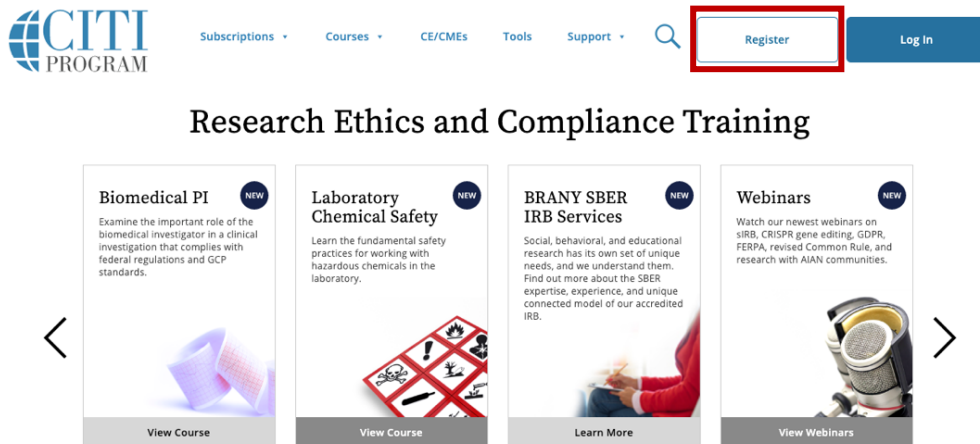 CITI
PROGRAM
Subscriptions
Courses
CE/CMEs
Tools
Support
Register
Log In
Research Ethics and Compliance Training
Biomedical PI
NEW
Examine the important role of the
biomedical investigator in a clinical
investigation that complies with
federal regulations and GCP
standards.
View Course
Laboratory
Chemical Safety
NEW
Learn the fundamental safety
practices for working with
hazardous chemicals in the
laboratory.
View Course
BRANY SBER
IRB Services
NEW
Social, behavioral, and educational
research has its own set of unique
needs, and we understand them.
Find out more about the SBER
expertise, experience, and unique
connected model of our accredited
IRB.
Learn More
Webinars
NEW
Watch our newest webinars on
sIRB, CRISPR gene editing, GDPR,
FERPA, revised Common Rule, and
research with AIAN communities.
View Webinars